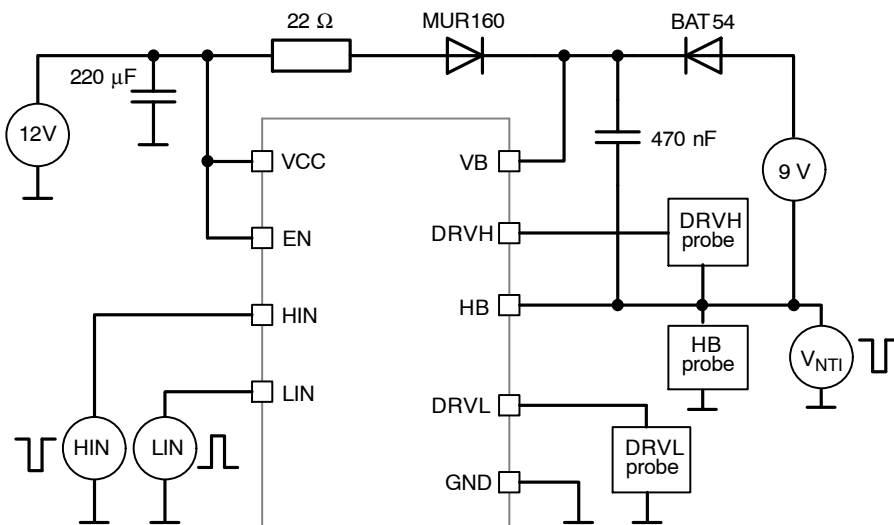 22 Ω
MUR160
BAT54
220 μF
12V
470 nF
9 V
VCC
VB
EN
DRVH
DRVH
probe
HIN
HB
HB
probe
VNTI
LIN
DRVL
HIN
LIN
DRVL
probe
GND